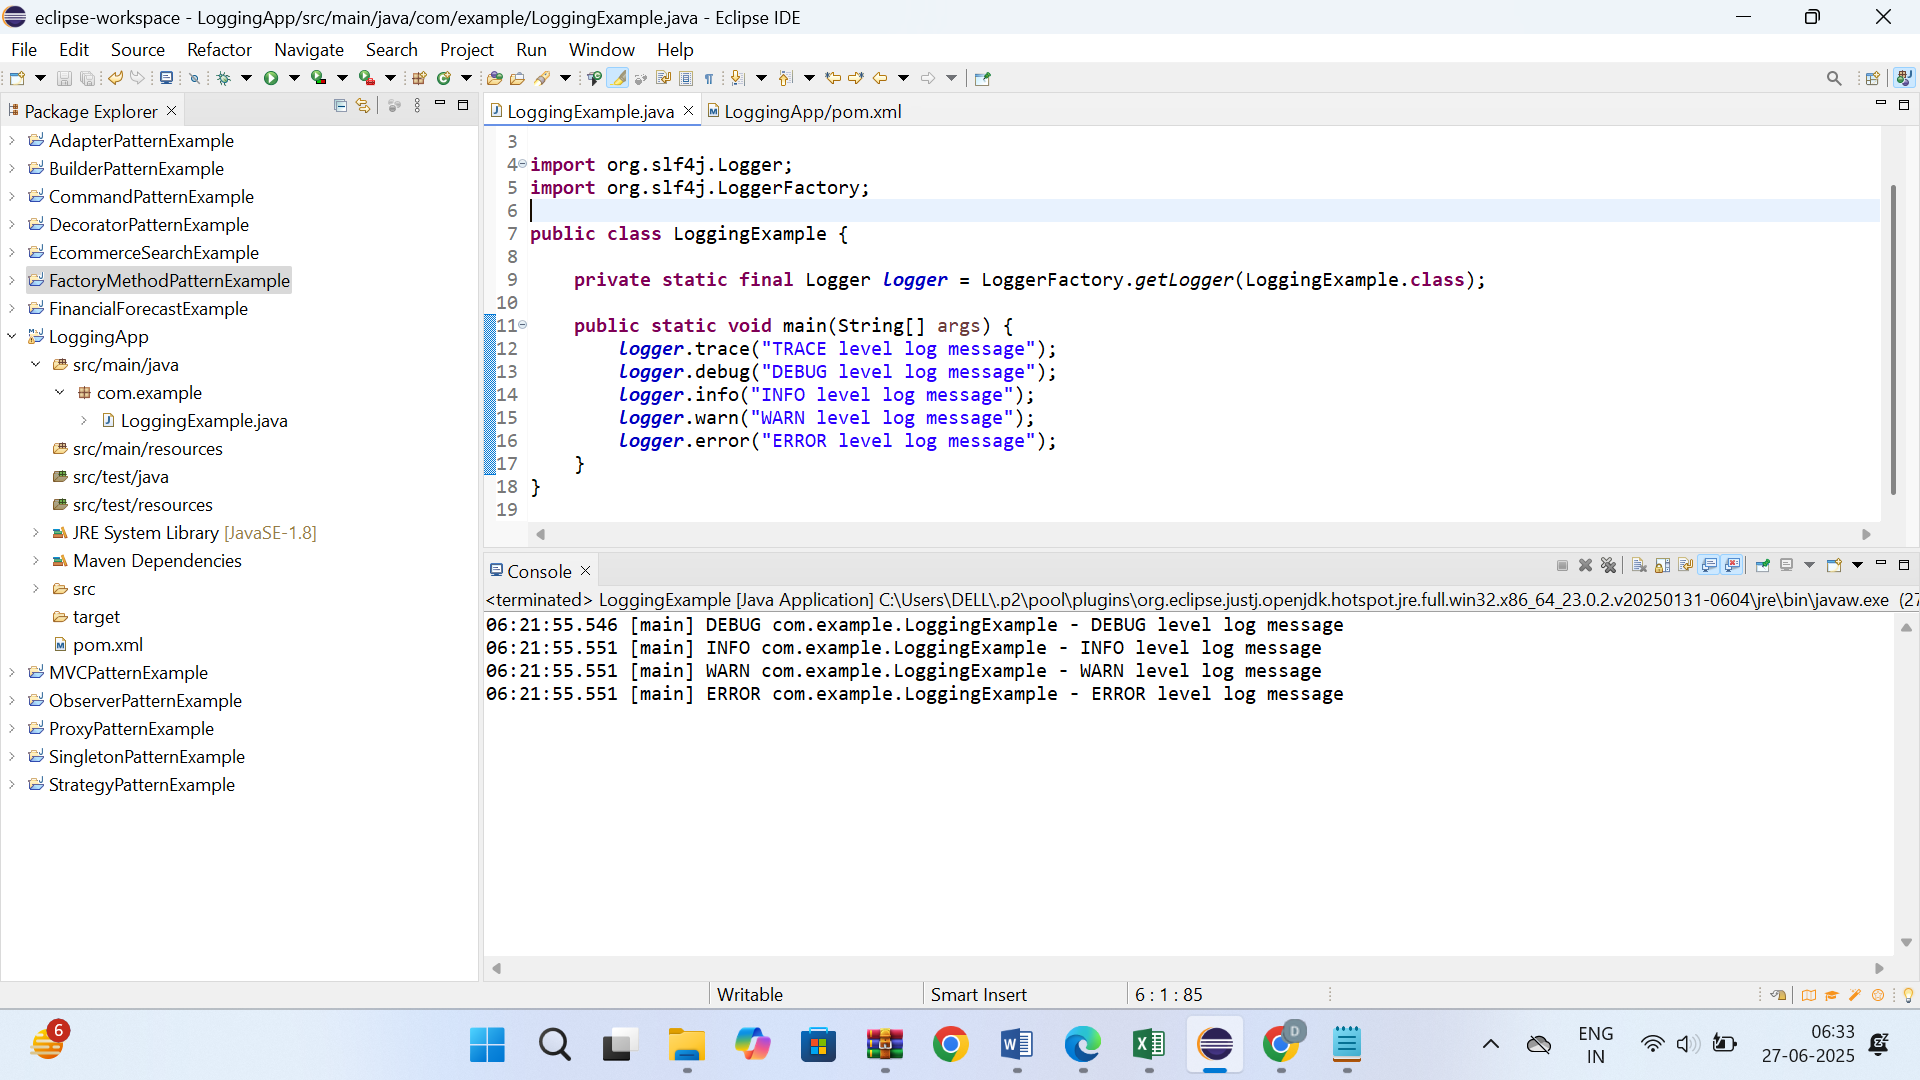 eclipse-workspace - LoggingApp/src/main/java/com/example/LoggingExample.java - Eclipse IDE
File Edit Source Refactor Navigate Search Project Run Window Help
Package Explorer
AdapterPatternExample
BuilderPatternExample
CommandPatternExample
DecoratorPatternExample
EcommerceSearchExample
FactoryMethodPatternExample
FinancialForecastExample
LoggingApp
src/main/java
com.example
LoggingExample.java
src/main/resources
src/test/java
src/test/resources
JRE System Library [JavaSE-1.8]
Maven Dependencies
src
target
pom.xml
MVCPatternExample
ObserverPatternExample
ProxyPatternExample
SingletonPatternExample
StrategyPatternExample
LoggingExample.java LoggingApp/pom.xml
3
4 import org.slf4j.Logger;
5 import org.slf4j.LoggerFactory;
6
7 public class LoggingExample {
8
9 private static final Logger logger = LoggerFactory.getLogger(LoggingExample.class);
10
11 public static void main(String[] args) {
12 logger.trace("TRACE level log message");
13 logger.debug("DEBUG level log message");
14 logger.info("INFO level log message");
15 logger.warn("WARN level log message");
16 logger.error("ERROR level log message");
17 }
18 }
19
Console
<terminated> LoggingExample [Java Application] C:\Users\DELL\.p2\pool\plugins\org.eclipse.justj.openjdk.hotspot.jre.full.win32.x86_64_23.0.2.v20250131-0604\jre\bin\javaw.exe (27
06:21:55.546 [main] DEBUG com.example.LoggingExample - DEBUG level log message
06:21:55.551 [main] INFO com.example.LoggingExample - INFO level log message
06:21:55.551 [main] WARN com.example.LoggingExample - WARN level log message
06:21:55.551 [main] ERROR com.example.LoggingExample - ERROR level log message
Writable Smart Insert 6 : 1 : 85
6
D
ENG
IN
06:33
27-06-2025